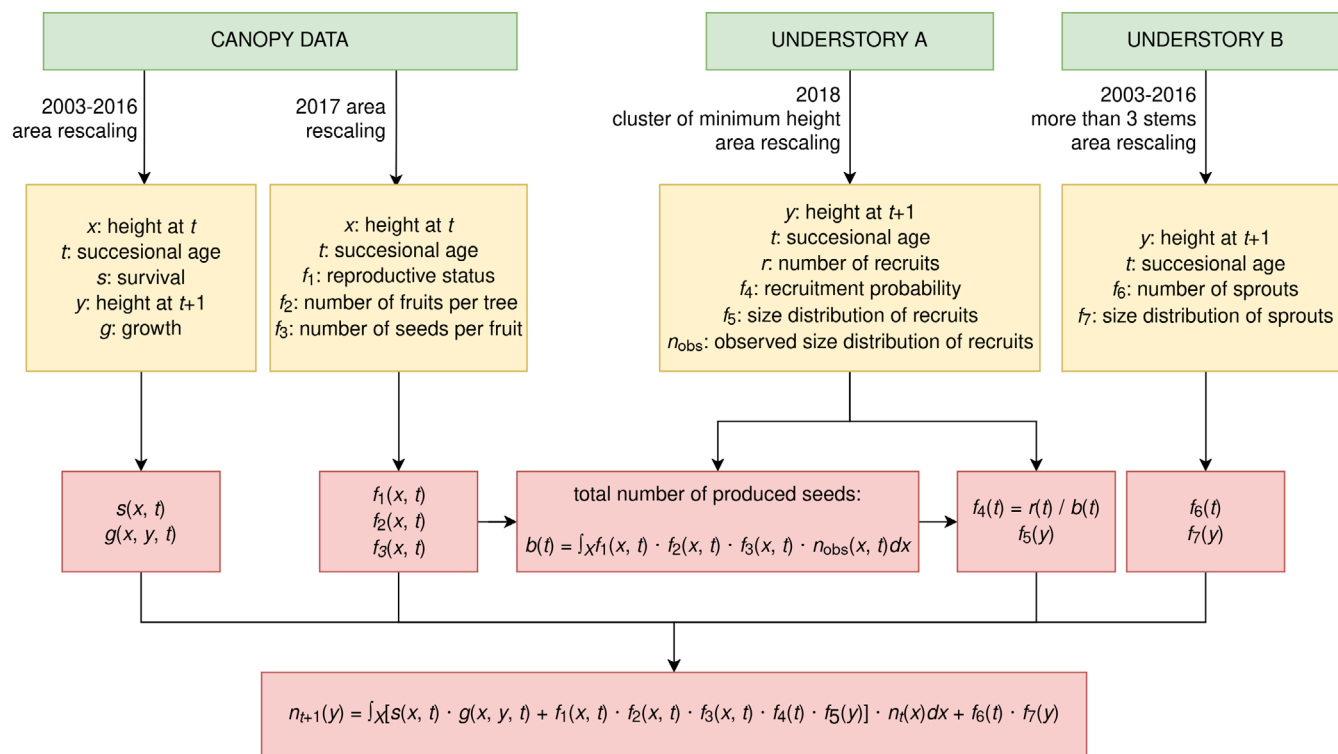 CANOPY DATA
UNDERSTORY A
UNDERSTORY B
2003-2016
area rescaling
2017 area
rescaling
2018
cluster of minimum height
area rescaling
2003-2016
more than 3 stems
area rescaling
x: height at t
t: succesional age
s: survival
y: height at t+1
g: growth
x: height at t
t: succesional age
f₁: reproductive status
f₂: number of fruits per tree
f₃: number of seeds per fruit
y: height at t+1
t: succesional age
r: number of recruits
f₄: recruitment probability
f₅: size distribution of recruits
n_obs: observed size distribution of recruits
y: height at t+1
t: succesional age
f₆: number of sprouts
f₇: size distribution of sprouts
s(x, t)
g(x, y, t)
f₁(x, t)
f₂(x, t)
f₃(x, t)
total number of produced seeds:
b(t) = ∫ₓf₁(x, t) · f₂(x, t) · f₃(x, t) · n_obs(x, t)dx
f₄(t) = r(t) / b(t)
f₅(y)
f₆(t)
f₇(y)
n_t+1(y) = ∫ₓ[s(x, t) · g(x, y, t) + f₁(x, t) · f₂(x, t) · f₃(x, t) · f₄(t) · f₅(y)] · n_t(x)dx + f₆(t) · f₇(y)